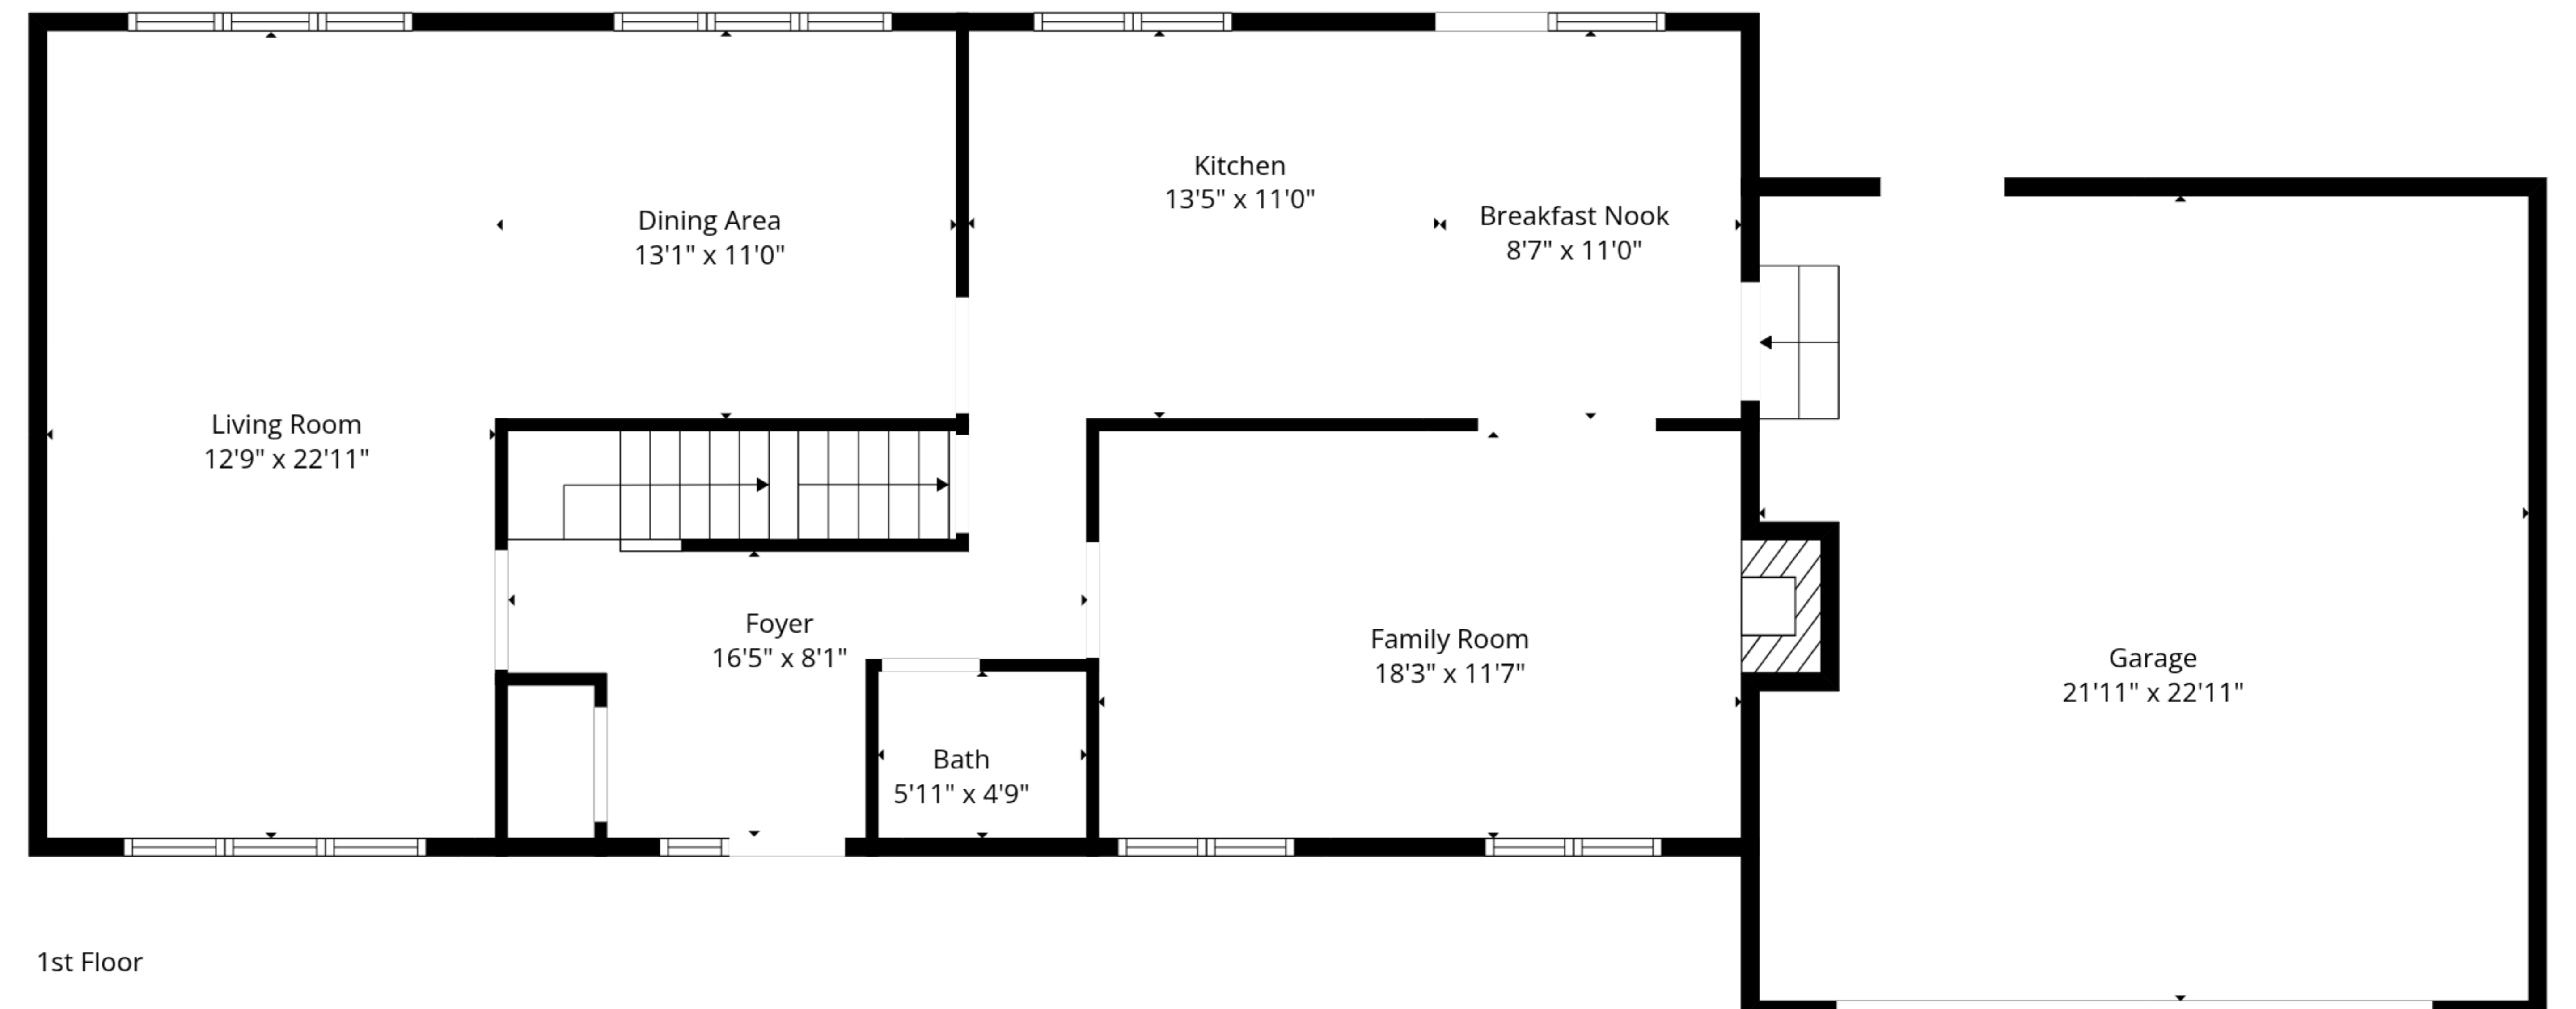 Kitchen
13'5" x 11'0"
Dining Area
13'1" x 11'0"
Breakfast Nook
8'7" x 11'0"
Living Room
12'9" x 22'11"
Foyer
16'5" x 8'1"
Family Room
18'3" x 11'7"
Garage
21'11" x 22'11"
Bath
5'11" x 4'9"
1st Floor